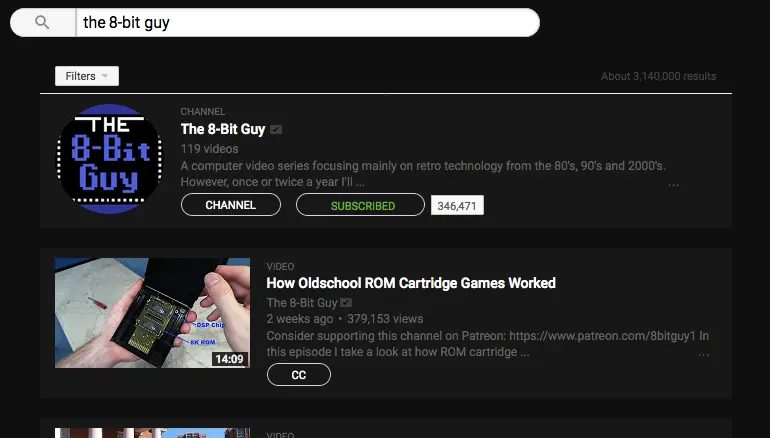 the 8-bit guy
Filters
About 3,140,000 results
THE
8-Bit
Guy
CHANNEL
The 8-Bit Guy
119 videos
A computer video series focusing mainly on retro technology from the 80's, 90's and 2000's.
However, once or twice a year I'll ...
CHANNEL SUBSCRIBED 346,471
DSP Chip
8K ROM
14:09
VIDEO
How Oldschool ROM Cartridge Games Worked
The 8-Bit Guy
2 weeks ago • 379,153 views
Consider supporting this channel on Patreon: https://www.patreon.com/8bitguy1 In
this episode I take a look at how ROM cartridge ...
CC
VIDEO